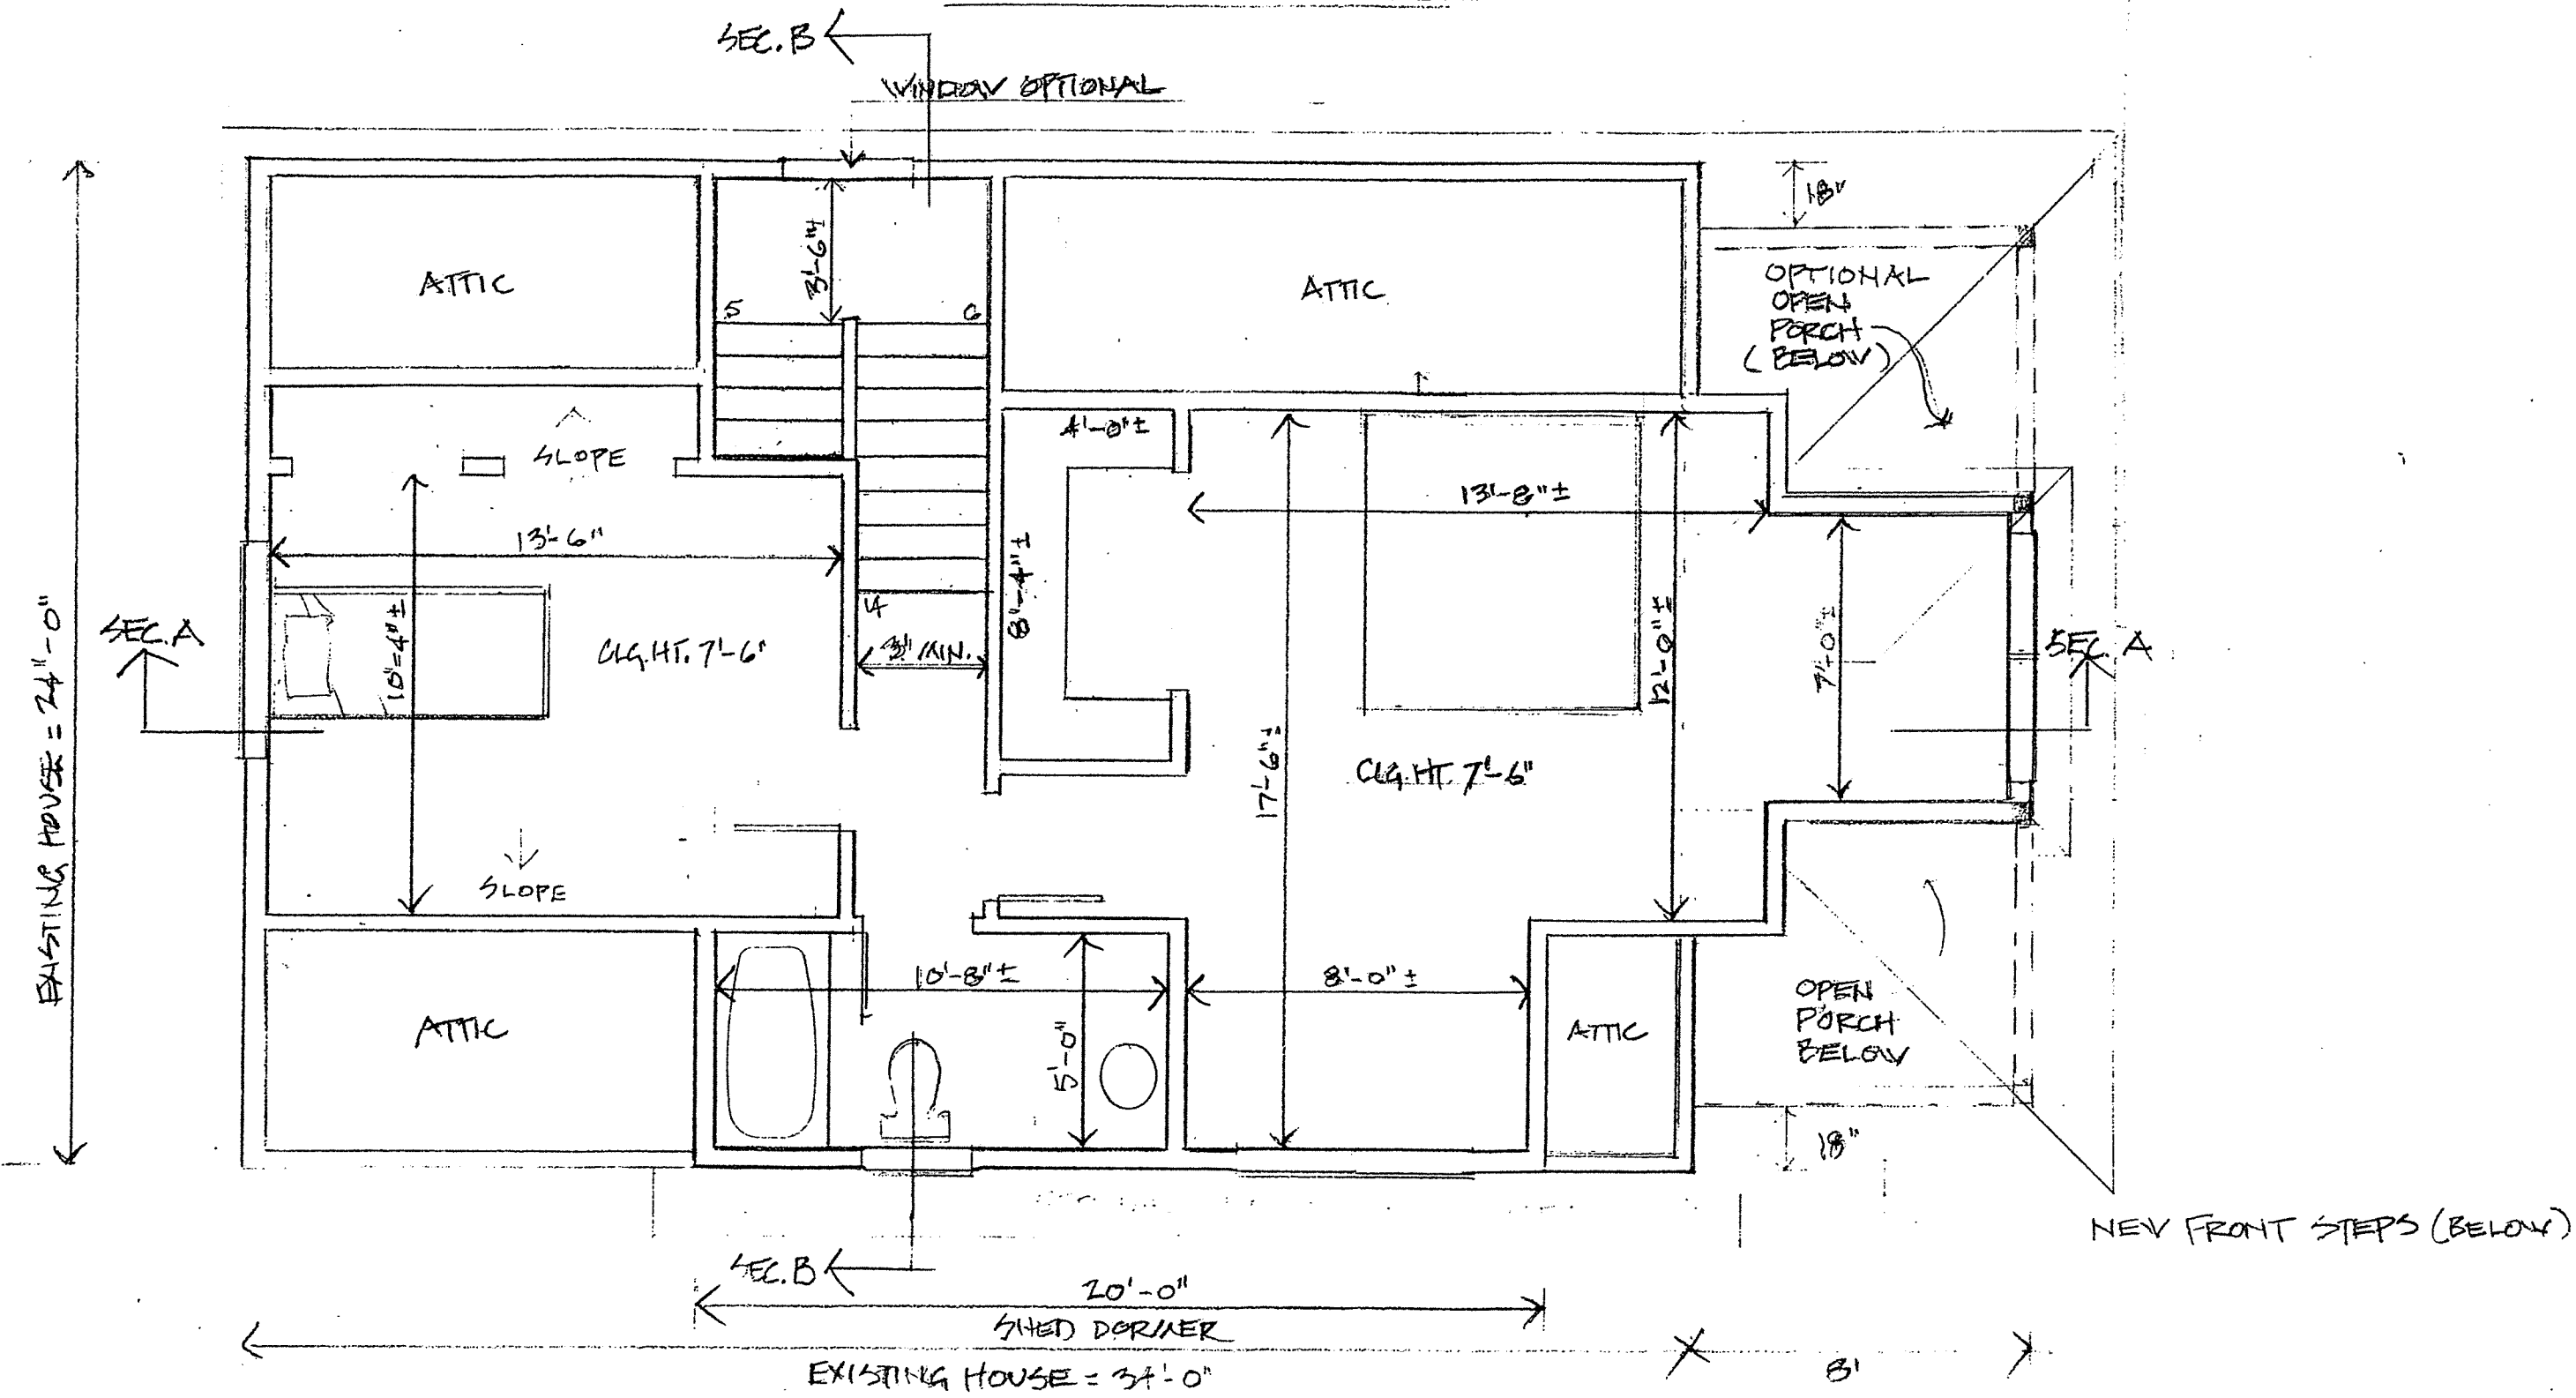 SEC. B
WINDOW OPTIONAL
18"
3'-6"±
ATTIC
ATTIC
OPTIONAL
OPEN
PORCH
(BELOW)
5
6
4'-0"±
SLOPE
13'-8"±
13'-6"
8'-4"±
EXISTING HOUSE = 24'-0"
SEC. A
10'-4"±
CLG. HT. 7'-6"
14
3' MIN.
12'-0"±
7'-0"±
SEC. A
17'-6"±
CLG. HT. 7'-6"
SLOPE
10'-8"±
8'-0"±
OPEN
PORCH
BELOW
ATTIC
5'-0"
ATTIC
18"
NEW FRONT STEPS (BELOW)
SEC. B
20'-0"
SHED DORMER
EXISTING HOUSE = 34'-0"
8'